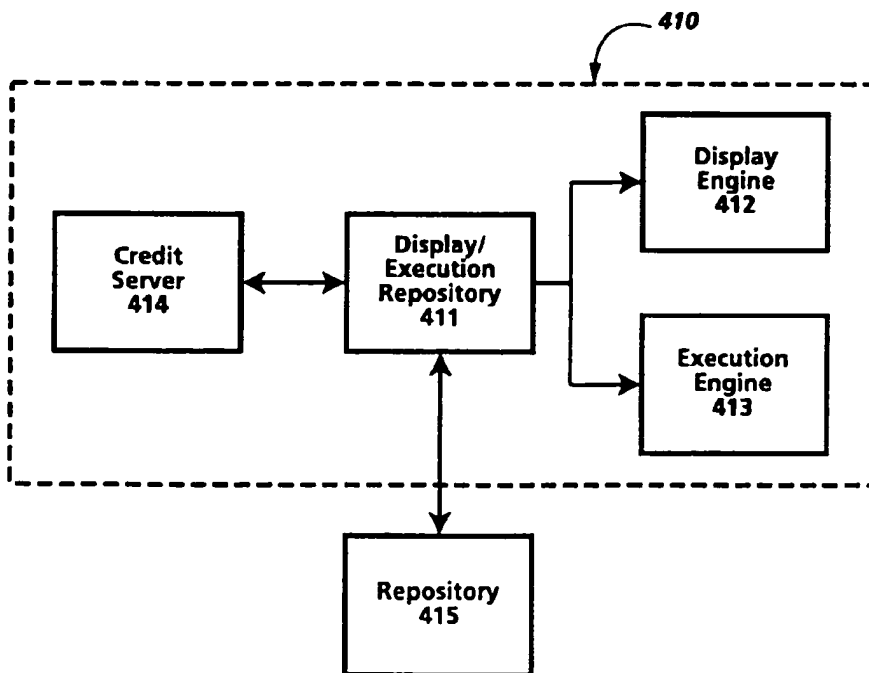 410
Display
Engine
412
Credit
Server
414
Display/
Execution
Repository
411
Execution
Engine
413
Repository
415